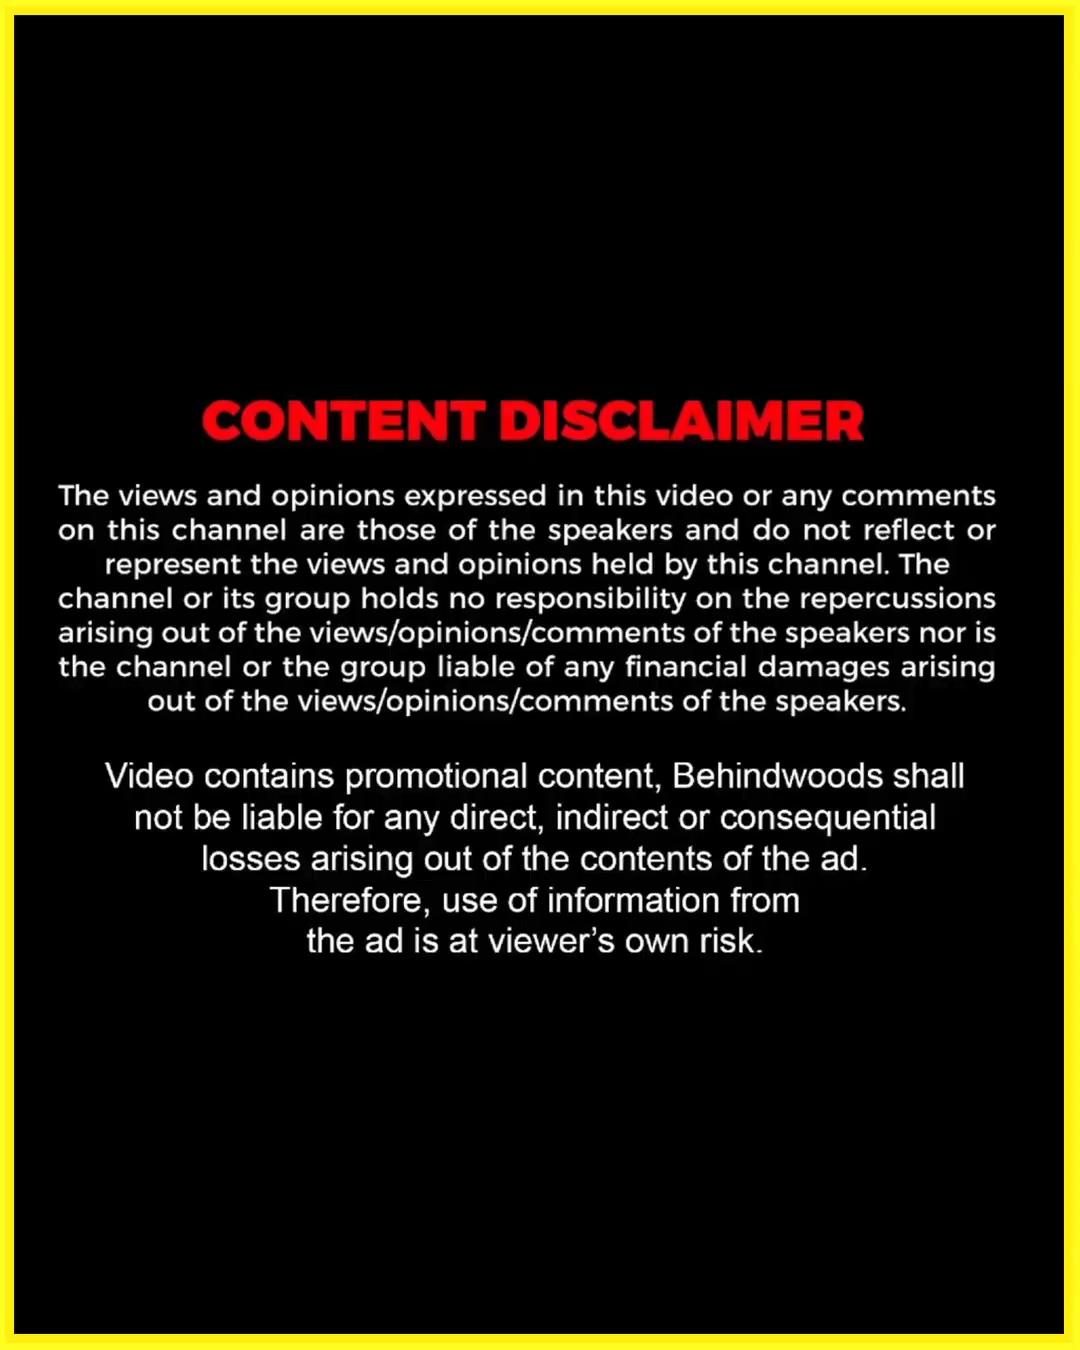 CONTENT DISCLAIMER
The views and opinions expressed in this video or any comments
on this channel are those of the speakers and do not reflect or
represent the views and opinions held by this channel. The
channel or its group holds no responsibility on the repercussions
arising out of the views/opinions/comments of the speakers nor is
the channel or the group liable of any financial damages arising
out of the views/opinions/comments of the speakers.
Video contains promotional content, Behindwoods shall
not be liable for any direct, indirect or consequential
losses arising out of the contents of the ad.
Therefore, use of information from
the ad is at viewer’s own risk.